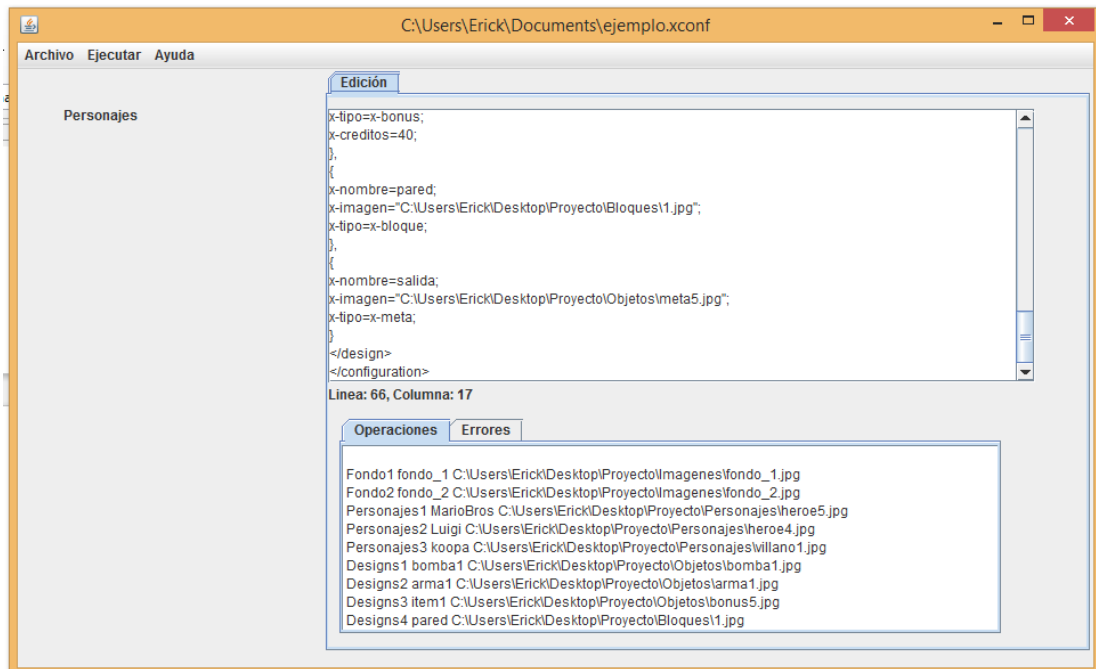 C:\Users\Erick\Documents\ejemplo.xconf
Archivo Ejecutar Ayuda
Edición
Personajes
x-tipo=x-bonus;
x-creditos=40;
},
{
x-nombre=pared;
x-imagen="C:\Users\Erick\Desktop\Proyecto\Bloques\1.jpg";
x-tipo=x-bloque;
},
{
x-nombre=salida;
x-imagen="C:\Users\Erick\Desktop\Proyecto\Objetos\meta5.jpg";
x-tipo=x-meta;
}
</design>
</configuration>
Linea: 66, Columna: 17
Operaciones Errores
Fondo1 fondo_1 C:\Users\Erick\Desktop\Proyecto\Imagenes\fondo_1.jpg
Fondo2 fondo_2 C:\Users\Erick\Desktop\Proyecto\Imagenes\fondo_2.jpg
Personajes1 MarioBros C:\Users\Erick\Desktop\Proyecto\Personajes\heroe5.jpg
Personajes2 Luigi C:\Users\Erick\Desktop\Proyecto\Personajes\heroe4.jpg
Personajes3 koopa C:\Users\Erick\Desktop\Proyecto\Personajes\villano1.jpg
Designs1 bomba1 C:\Users\Erick\Desktop\Proyecto\Objetos\bomba1.jpg
Designs2 arma1 C:\Users\Erick\Desktop\Proyecto\Objetos\arma1.jpg
Designs3 item1 C:\Users\Erick\Desktop\Proyecto\Objetos\bonus5.jpg
Designs4 pared C:\Users\Erick\Desktop\Proyecto\Bloques\1.jpg